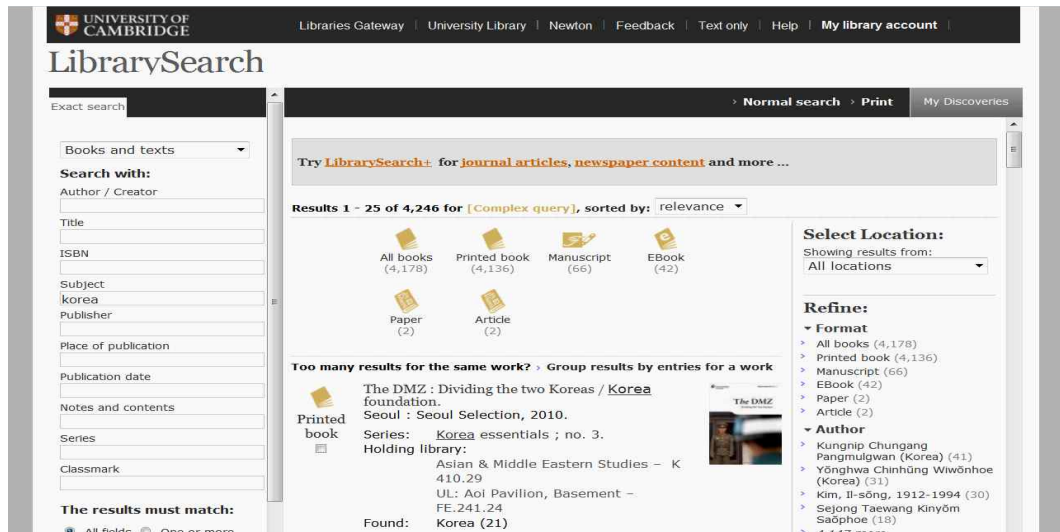 UNIVERSITY OF
CAMBRIDGE
Libraries Gateway | University Library | Newton | Feedback | Text only | Help | My library account |
LibrarySearch
Exact search
› Normal search › Print
My Discoveries
Books and texts
Search with:
Author / Creator
Title
ISBN
Subject
korea
Publisher
Place of publication
Publication date
Notes and contents
Series
Classmark
The results must match:
All fields One or more
Try LibrarySearch+ for journal articles, newspaper content and more ...
Results 1 - 25 of 4,246 for [Complex query], sorted by: relevance
All books
(4,178)
Printed book
(4,136)
Manuscript
(66)
EBook
(42)
Paper
(2)
Article
(2)
Too many results for the same work? › Group results by entries for a work
Printed
book
The DMZ : Dividing the two Koreas / Korea
foundation.
Seoul : Seoul Selection, 2010.
Series: Korea essentials ; no. 3.
Holding library:
Asian & Middle Eastern Studies – K
410.29
UL: Aoi Pavilion, Basement –
FE.241.24
Found: Korea (21)
The DMZ
Select Location:
Showing results from:
All locations
Refine:
Format
› All books (4,178)
› Printed book (4,136)
› Manuscript (66)
› EBook (42)
› Paper (2)
› Article (2)
Author
› Kungnip Chungang
Pangmulgwan (Korea) (41)
› Yŏnghwa Chinhŭng Wiwŏnhoe
(Korea) (31)
› Kim, Il-sŏng, 1912-1994 (30)
› Sejong Taewang Kinyŏm
Saŏphoe (18)